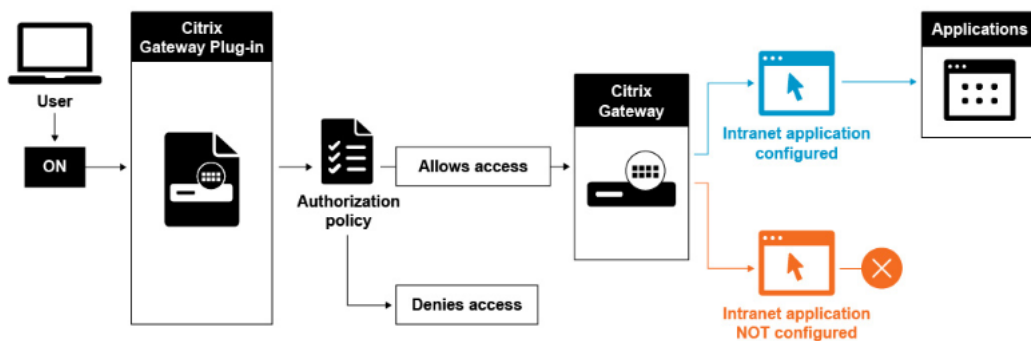 User
ON
Citrix
Gateway Plug-in
Authorization
policy
Allows access
Denies access
Citrix
Gateway
Intranet application
configured
Intranet application
NOT configured
Applications